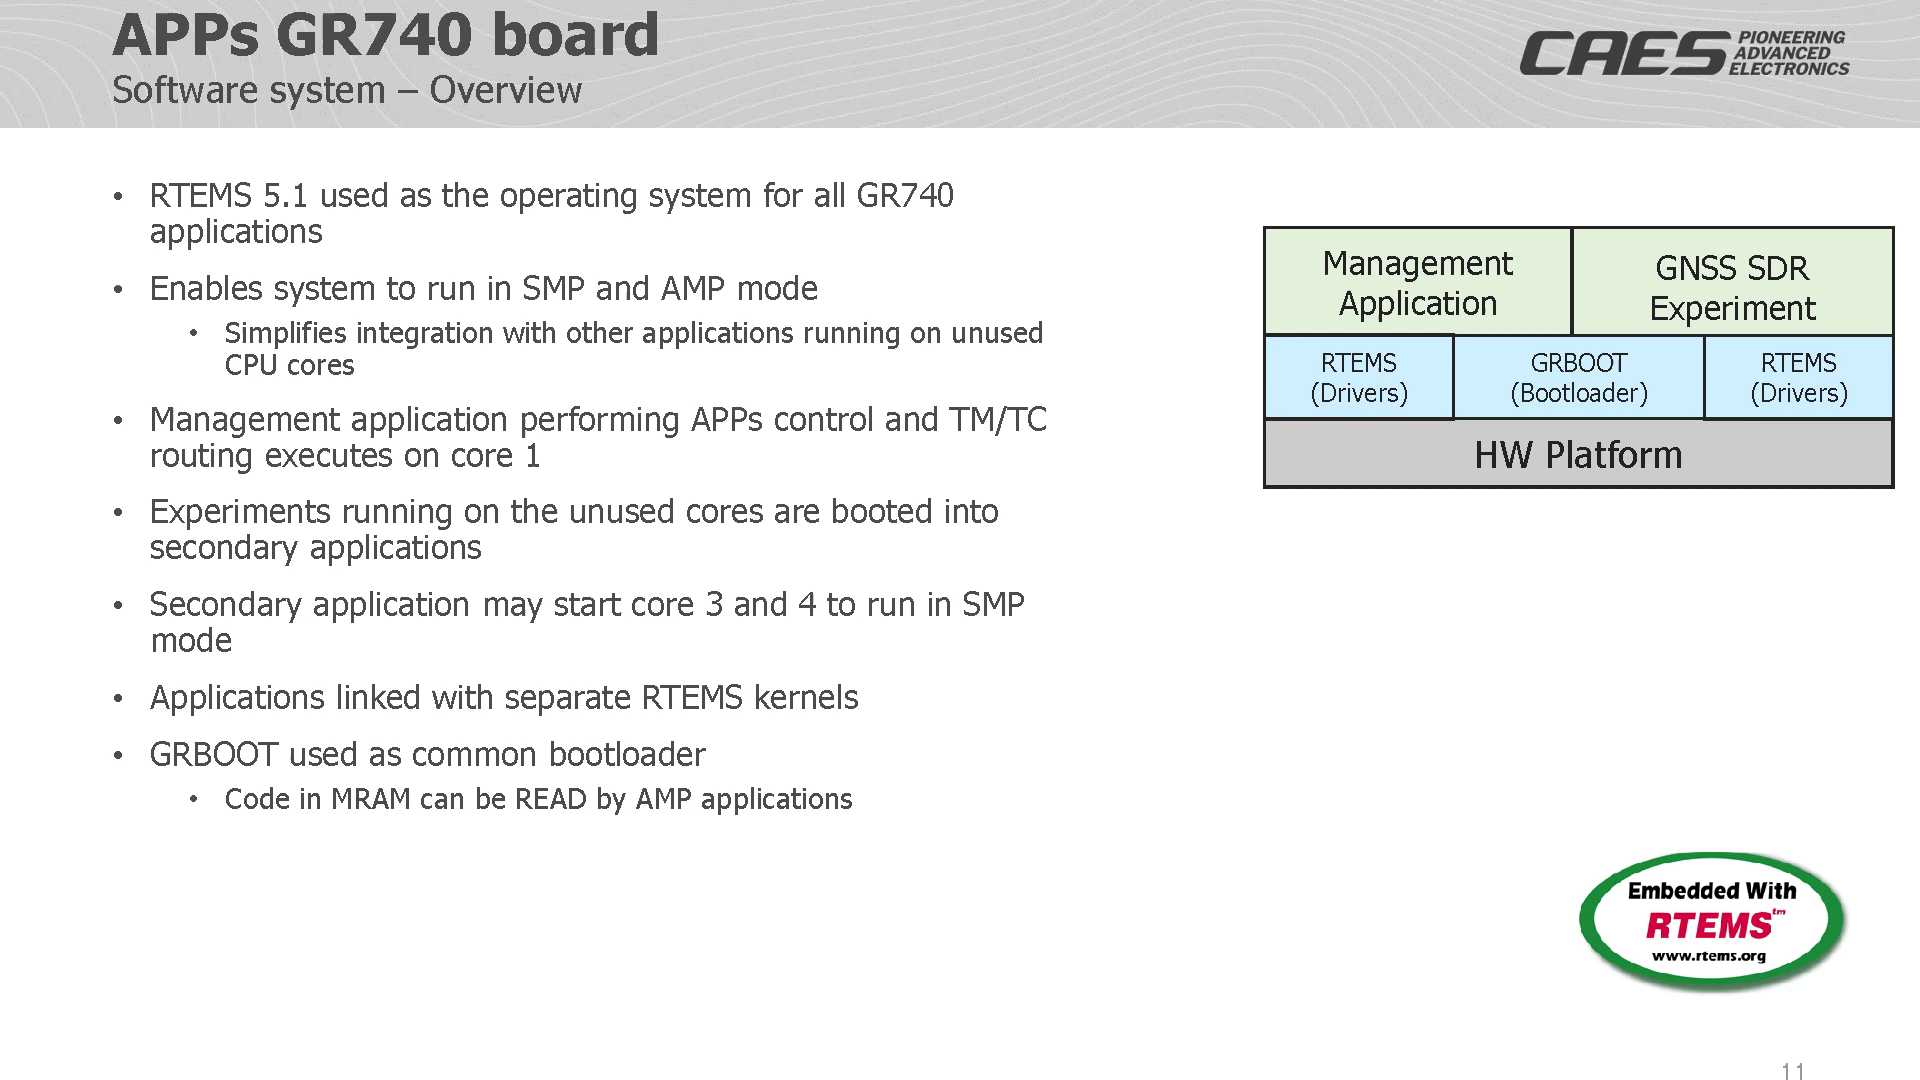 APPs GR740 board
Software system – Overview
CAES PIONEERING
ADVANCED
ELECTRONICS
• RTEMS 5.1 used as the operating system for all GR740
applications
• Enables system to run in SMP and AMP mode
• Simplifies integration with other applications running on unused
CPU cores
• Management application performing APPs control and TM/TC
routing executes on core 1
• Experiments running on the unused cores are booted into
secondary applications
• Secondary application may start core 3 and 4 to run in SMP
mode
• Applications linked with separate RTEMS kernels
• GRBOOT used as common bootloader
• Code in MRAM can be READ by AMP applications
Management
Application
GNSS SDR
Experiment
RTEMS
(Drivers)
GRBOOT
(Bootloader)
RTEMS
(Drivers)
HW Platform
Embedded With
RTEMS tm
www.rtems.org
11